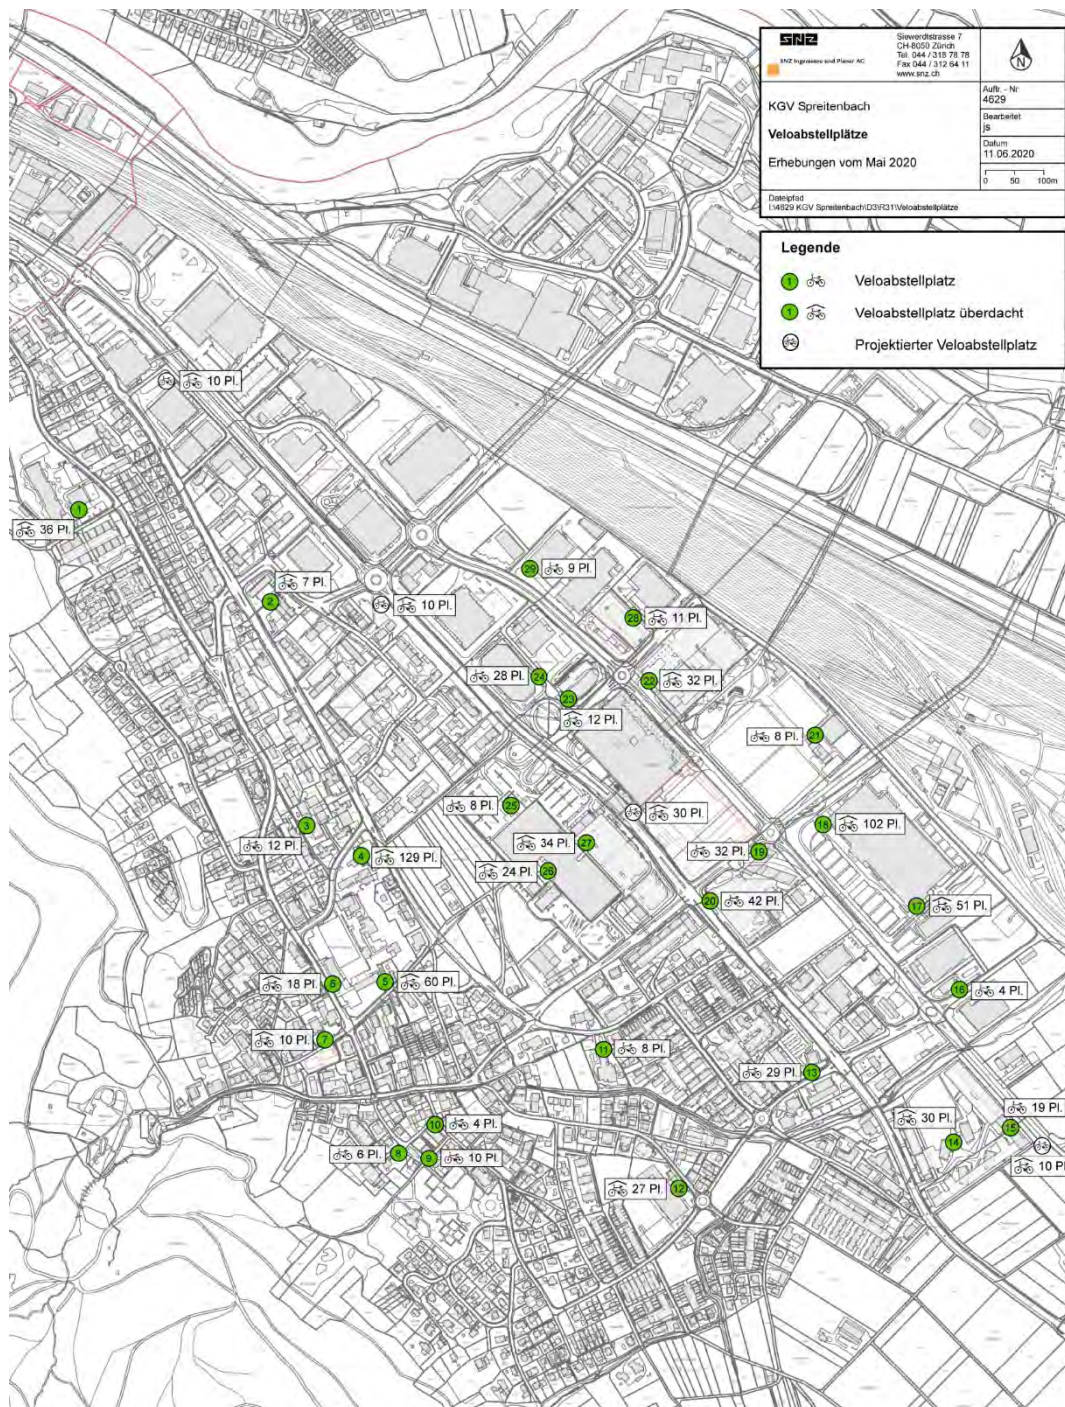 SNZ
SNZ Ingenieure und Planer AG
Siewerdtstrasse 7
CH-8050 Zürich
Tel. 044 / 318 78 78
Fax 044 / 312 64 11
www.snz.ch
N
KGV Spreitenbach
Veloabstellplätze
Erhebungen vom Mai 2020
Auftr. - Nr
4629
Bearbeitet
js
Datum
11.06.2020
0 50 100m
Dateipfad
I:\4629 KGV Spreitenbach\D3\R31\Veloabstellplätze
Legende
1 Veloabstellplatz
1 Veloabstellplatz überdacht
Projektierter Veloabstellplatz
10 Pl.
1
36 Pl.
7 Pl.
2
10 Pl.
29 9 Pl.
28 11 Pl.
28 Pl. 24
22 32 Pl.
23
12 Pl.
8 Pl. 21
8 Pl. 25
30 Pl.
3
12 Pl.
18 102 Pl.
34 Pl. 27
4 129 Pl.
32 Pl. 19
24 Pl. 26
20 42 Pl.
17 51 Pl.
18 Pl. 6
5 60 Pl.
16 4 Pl.
10 Pl. 7
11 8 Pl.
29 Pl. 13
19 Pl.
30 Pl.
15
14
10 4 Pl.
6 Pl. 8
9 10 Pl.
10 Pl.
27 Pl. 12